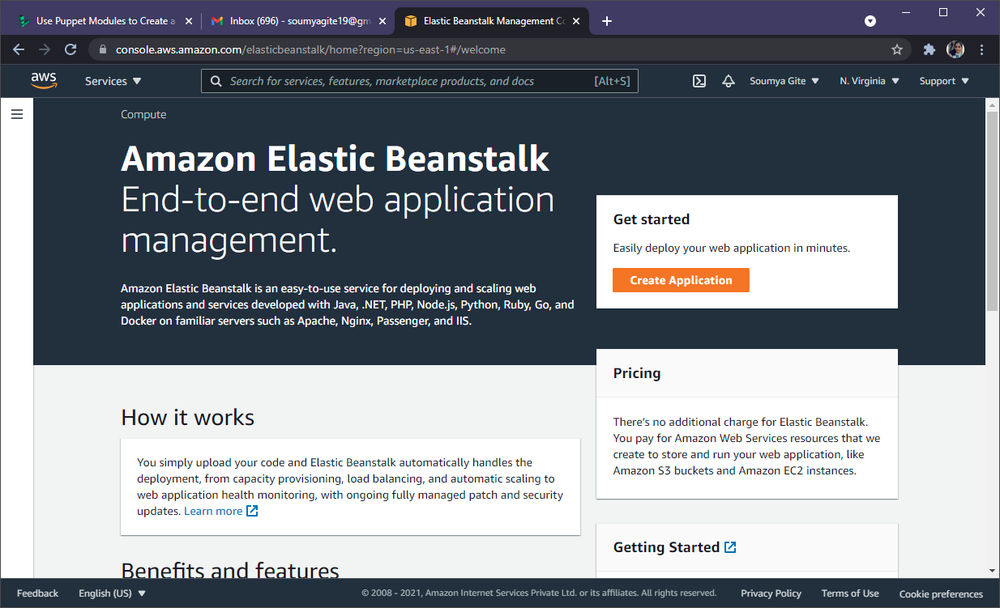 Use Puppet Modules to Create a
Inbox (696) - soumyagite19@gm
Elastic Beanstalk Management Co
console.aws.amazon.com/elasticbeanstalk/home?region=us-east-1#/welcome
aws
Services
Search for services, features, marketplace products, and docs
[Alt+S]
Soumya Gite
N. Virginia
Support
Compute
Amazon Elastic Beanstalk
End-to-end web application
management.
Amazon Elastic Beanstalk is an easy-to-use service for deploying and scaling web
applications and services developed with Java, .NET, PHP, Node.js, Python, Ruby, Go, and
Docker on familiar servers such as Apache, Nginx, Passenger, and IIS.
Get started
Easily deploy your web application in minutes.
Create Application
Pricing
There's no additional charge for Elastic Beanstalk.
You pay for Amazon Web Services resources that we
create to store and run your web application, like
Amazon S3 buckets and Amazon EC2 instances.
How it works
You simply upload your code and Elastic Beanstalk automatically handles the
deployment, from capacity provisioning, load balancing, and automatic scaling to
web application health monitoring, with ongoing fully managed patch and security
updates. Learn more
Getting Started
Benefits and features
Feedback
English (US)
© 2008 - 2021, Amazon Internet Services Private Ltd. or its affiliates. All rights reserved.
Privacy Policy
Terms of Use
Cookie preferences